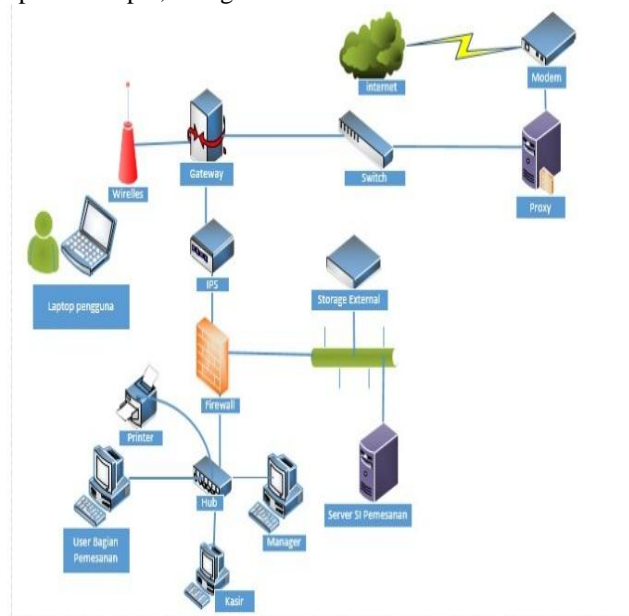 internet
Modem
Wirelles
Gateway
Switch
Proxy
Laptop pengguna
IPS
Storage External
Firewall
Printer
Hub
Server SI Pemesanan
User Bagian
Pemesanan
Manager
Kasir